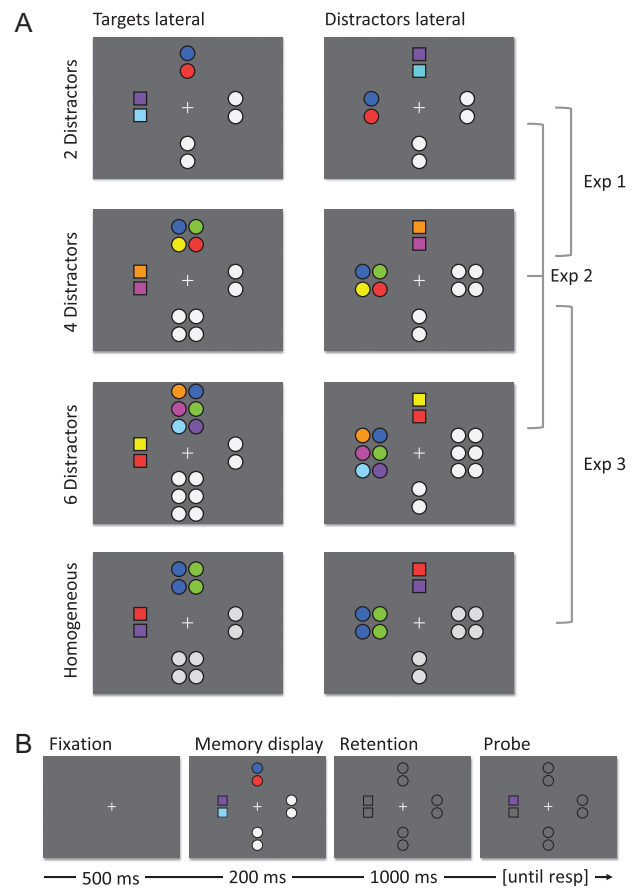 A
Targets lateral
Distractors lateral
2 Distractors
Exp 1
4 Distractors
Exp 2
6 Distractors
Exp 3
Homogeneous
B
Fixation
Memory display
Retention
Probe
500 ms
200 ms
1000 ms
[until resp]